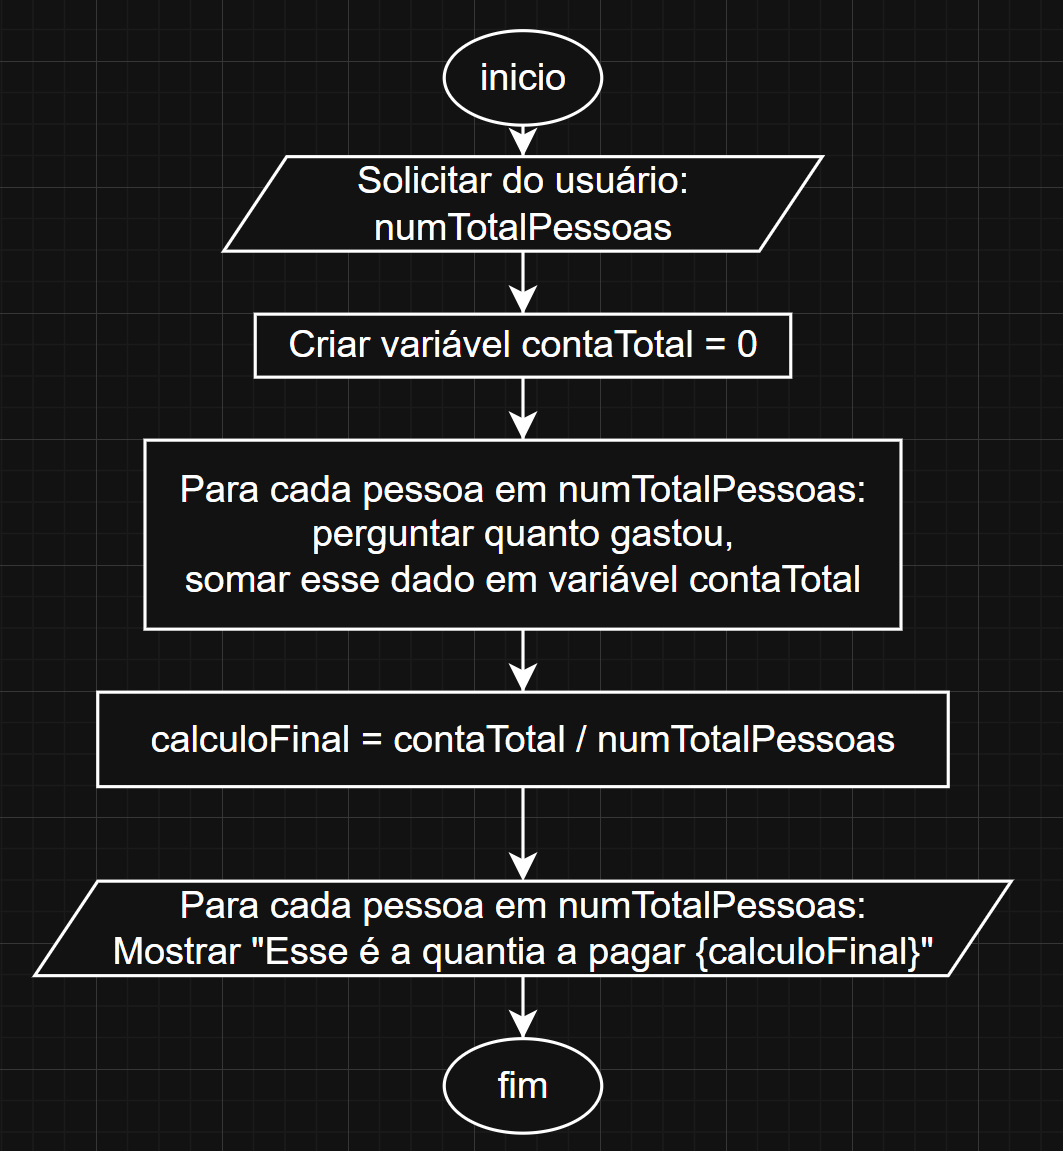 inicio
Solicitar do usuário:
numTotalPessoas
Criar variável contaTotal = 0
Para cada pessoa em numTotalPessoas:
perguntar quanto gastou,
somar esse dado em variável contaTotal
calculoFinal = contaTotal / numTotalPessoas
Para cada pessoa em numTotalPessoas:
Mostrar "Esse é a quantia a pagar {calculoFinal}"
fim